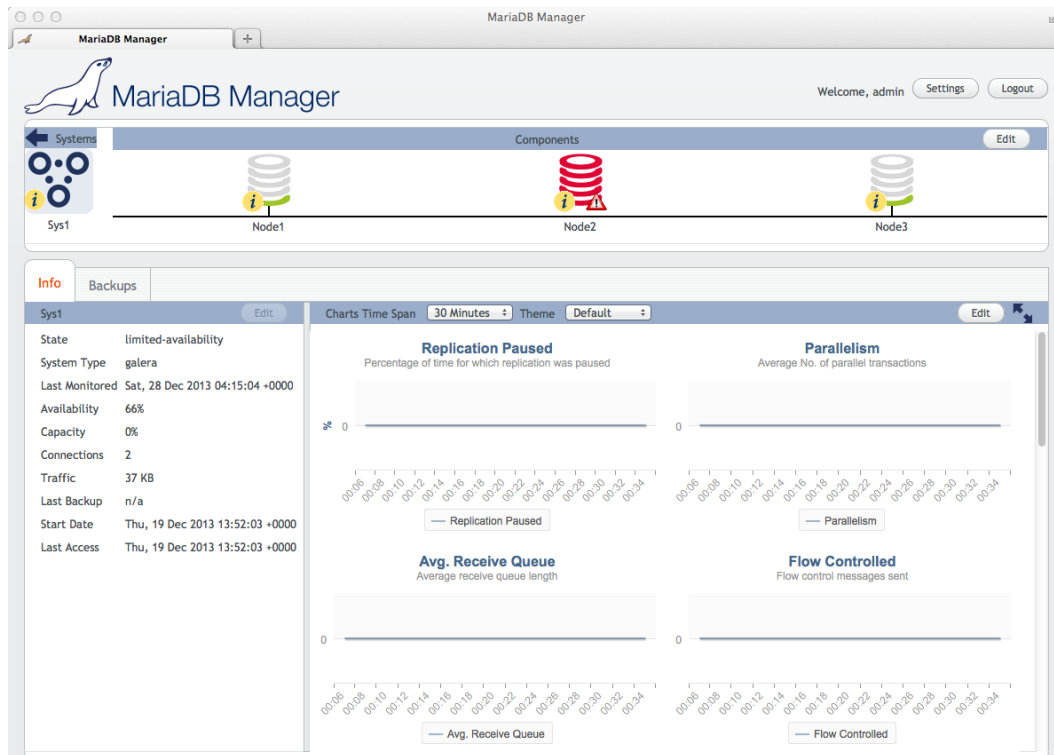 MariaDB Manager
MariaDB Manager
MariaDB Manager
Welcome, admin Settings Logout
Systems Components Edit
i i i i
Sys1 Node1 Node2 Node3
Info Backups
Sys1 Edit Charts Time Span 30 Minutes Theme Default Edit
State limited-availability
System Type galera
Last Monitored Sat, 28 Dec 2013 04:15:04 +0000
Availability 66%
Capacity 0%
Connections 2
Traffic 37 KB
Last Backup n/a
Start Date Thu, 19 Dec 2013 13:52:03 +0000
Last Access Thu, 19 Dec 2013 13:52:03 +0000
Replication Paused
Percentage of time for which replication was paused
% 0
00:06 00:08 00:10 00:12 00:14 00:16 00:18 00:20 00:22 00:24 00:26 00:28 00:30 00:32 00:34
Replication Paused
Parallelism
Average No. of parallel transactions
0
00:06 00:08 00:10 00:12 00:14 00:16 00:18 00:20 00:22 00:24 00:26 00:28 00:30 00:32 00:34
Parallelism
Avg. Receive Queue
Average receive queue length
0
00:06 00:08 00:10 00:12 00:14 00:16 00:18 00:20 00:22 00:24 00:26 00:28 00:30 00:32 00:34
Avg. Receive Queue
Flow Controlled
Flow control messages sent
0
00:06 00:08 00:10 00:12 00:14 00:16 00:18 00:20 00:22 00:24 00:26 00:28 00:30 00:32 00:34
Flow Controlled